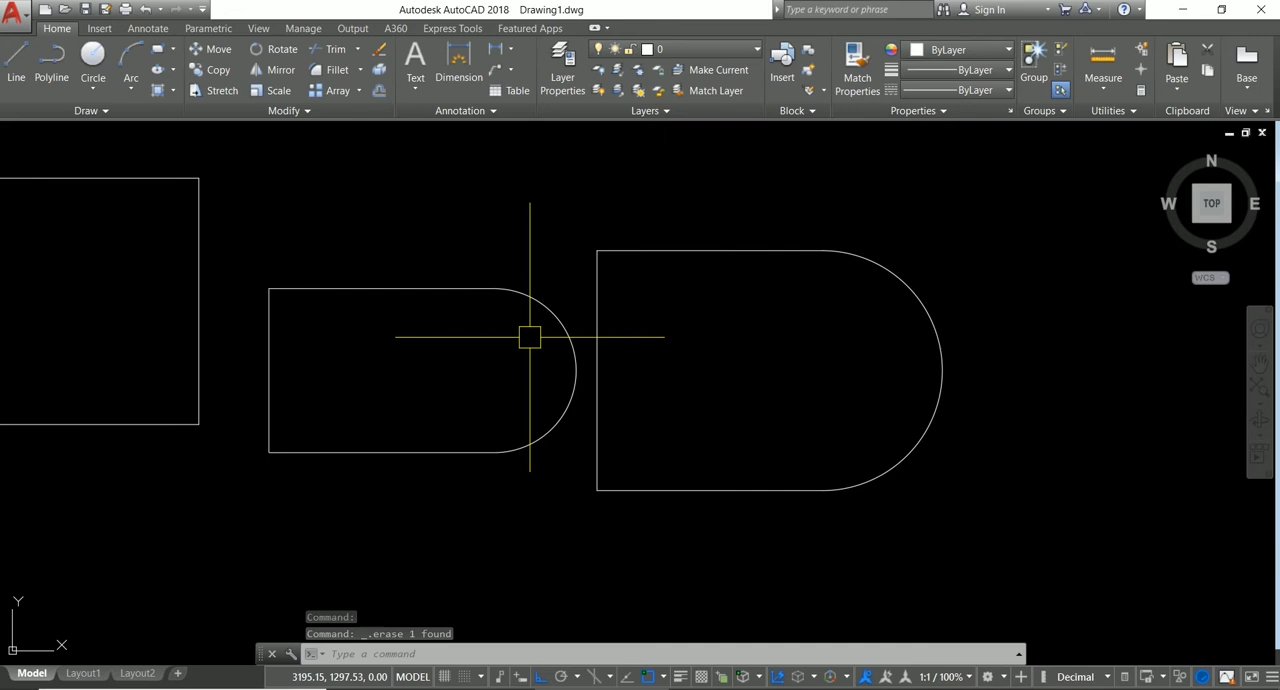 Autodesk AutoCAD 2018 Drawing1.dwg
Type a keyword or phrase
Sign In
Home Insert Annotate Parametric View Manage Output A360 Express Tools Featured Apps
Line Polyline Circle Arc
Move Rotate Trim
Copy Mirror Fillet
Stretch Scale Array
Text Dimension Table
Layer Properties
0
Make Current
Match Layer
Insert
Match Properties
ByLayer
ByLayer
ByLayer
Group Measure Paste Base
Draw Modify Annotation Layers Block Properties Groups Utilities Clipboard View
N
W TOP E
S
WCS
Y
X
Command:
Command: _.erase 1 found
Type a command
Model Layout1 Layout2 +
3195.15, 1297.53, 0.00 MODEL
1:1 / 100%
Decimal